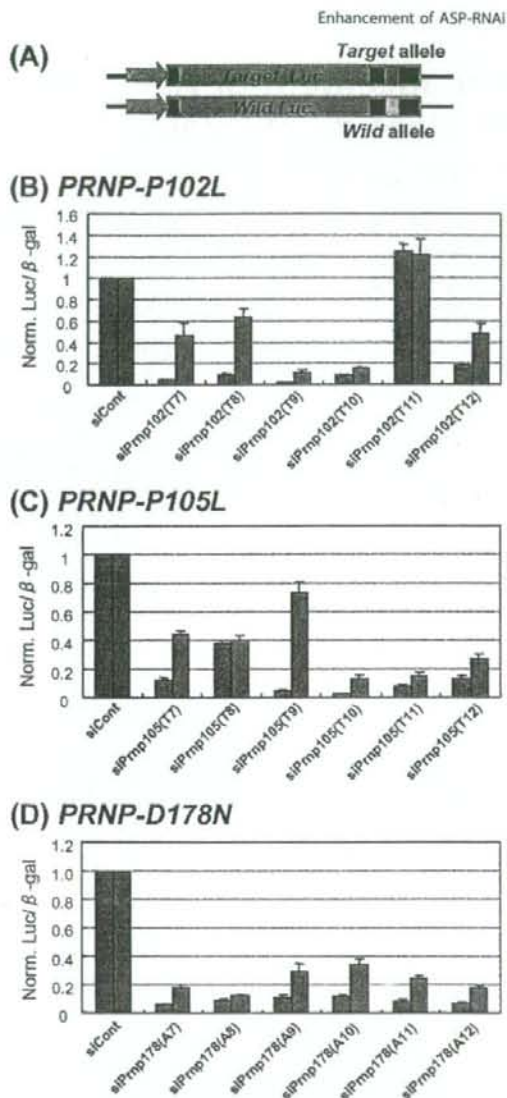 Enhancement of ASP-RNAi
(A)
Target allele
Target Luc.
Wild Luc.
Wild allele
(B) PRNP-P102L
Norm. Luc/β-gal
1.6
1.4
1.2
1.0
0.8
0.6
0.4
0.2
0
siCont
siPrnp102(T7)
siPrnp102(T8)
siPrnp102(T9)
siPrnp102(T10)
siPrnp102(T11)
siPrnp102(T12)
(C) PRNP-P105L
Norm. Luc/β-gal
1.2
1.0
0.8
0.6
0.4
0.2
0
siCont
siPrnp105(T7)
siPrnp105(T8)
siPrnp105(T9)
siPrnp105(T10)
siPrnp105(T11)
siPrnp105(T12)
(D) PRNP-D178N
Norm. Luc/β-gal
1.2
1.0
0.8
0.6
0.4
0.2
0
siCont
siPrnp178(A7)
siPrnp178(A8)
siPrnp178(A9)
siPrnp178(A10)
siPrnp178(A11)
siPrnp178(A12)